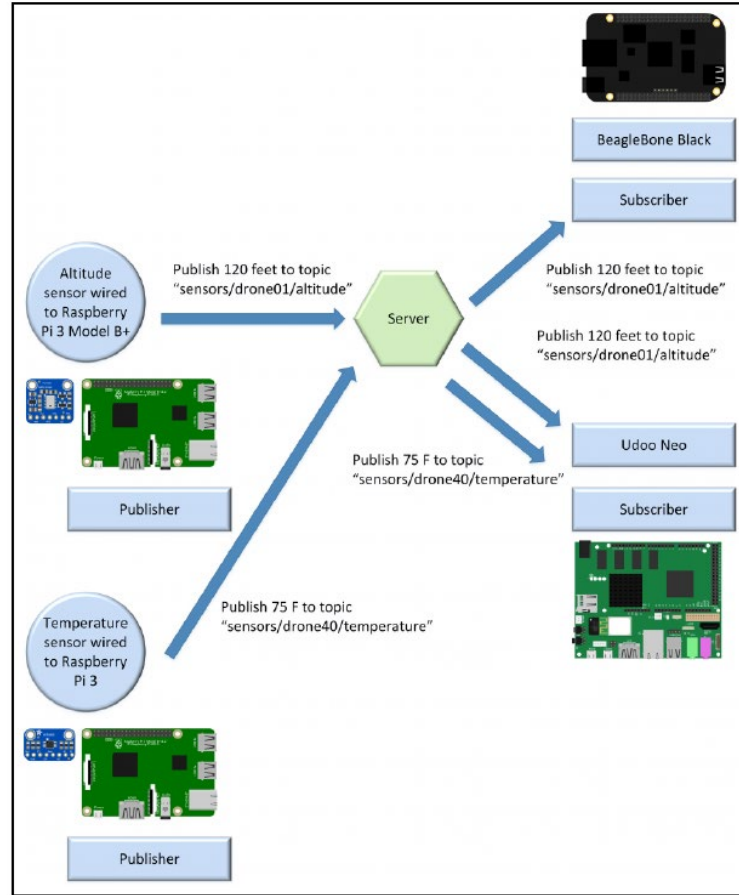 BeagleBone Black
Subscriber
Altitude
sensor wired
to Raspberry
Pi 3 Model B+
Publish 120 feet to topic
“sensors/drone01/altitude”
Server
Publish 120 feet to topic
“sensors/drone01/altitude”
Publish 120 feet to topic
“sensors/drone01/altitude”
Publisher
Publish 75 F to topic
“sensors/drone40/temperature”
Udoo Neo
Subscriber
Temperature
sensor wired
to Raspberry
Pi 3
Publish 75 F to topic
“sensors/drone40/temperature”
Publisher